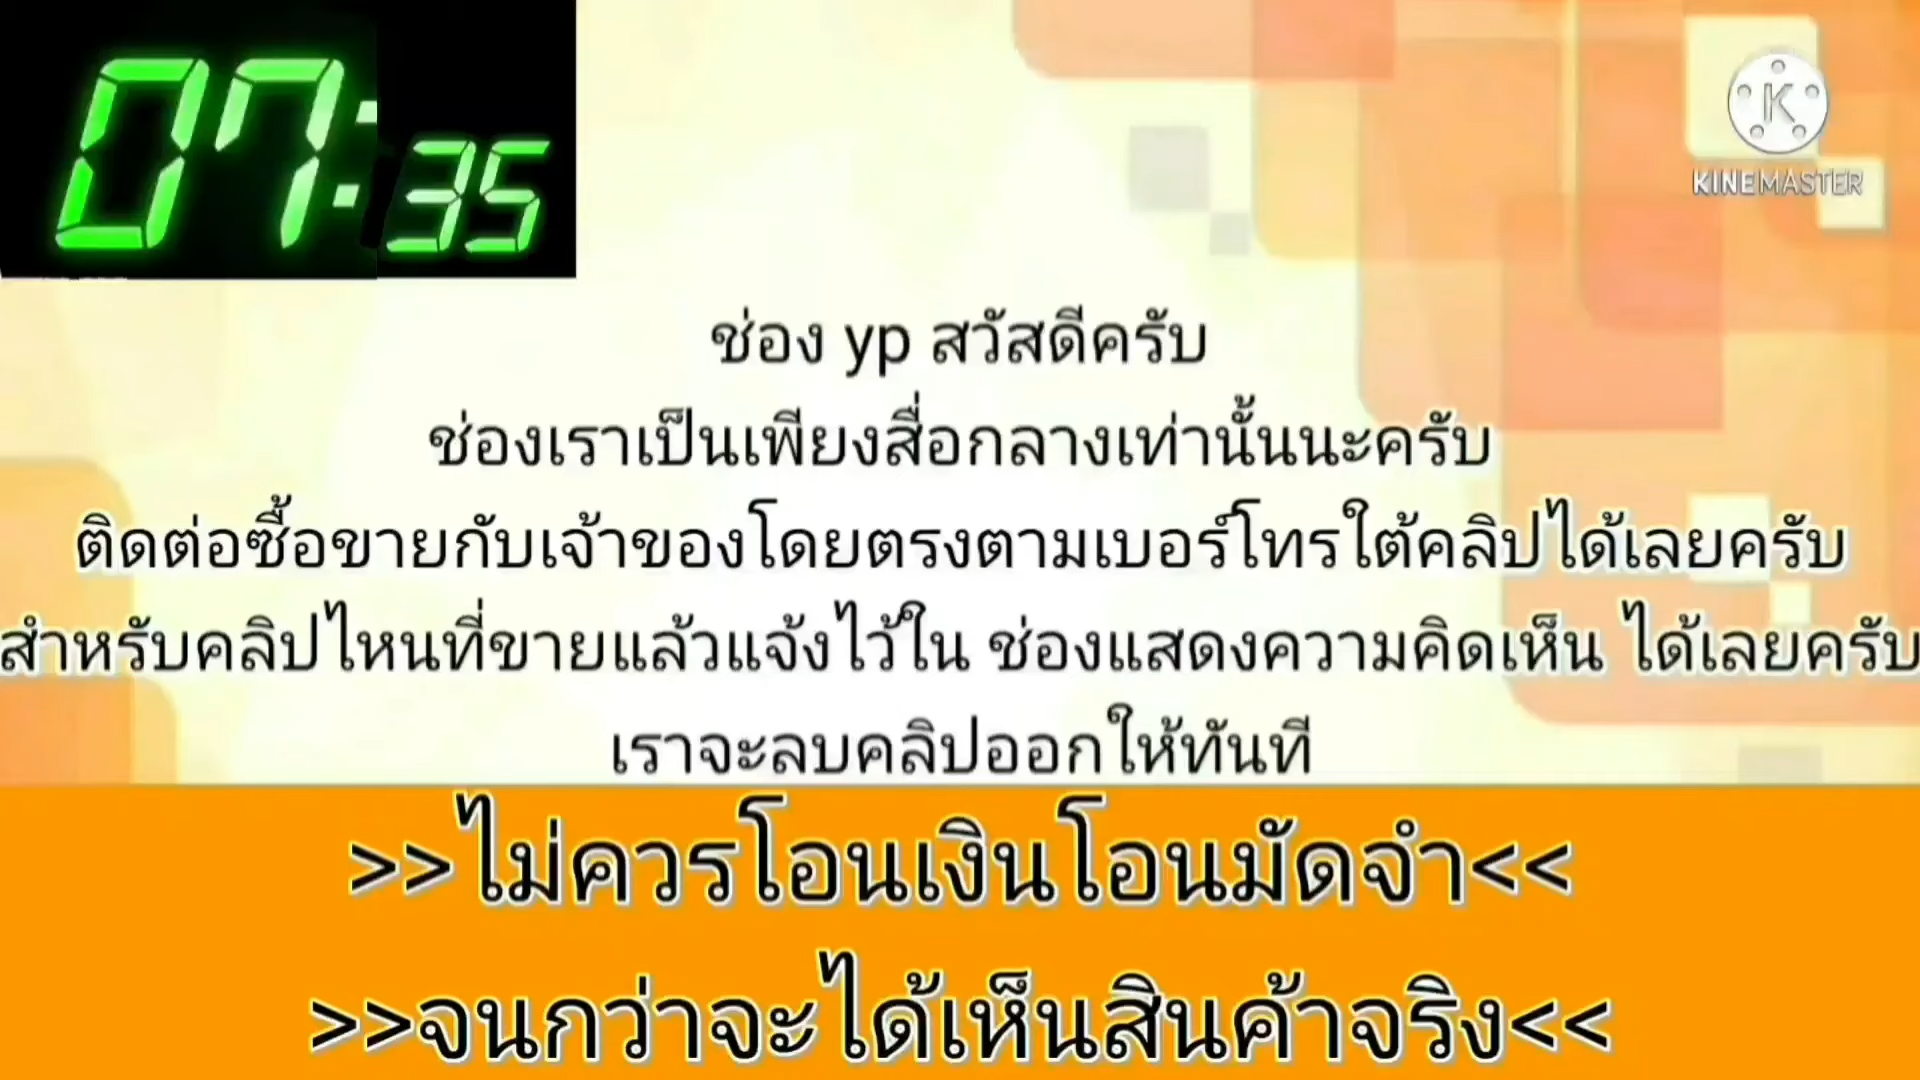 07:35
KINEMASTER
ช่อง yp สวัสดีครับ
ช่องเราเป็นเพียงสื่อกลางเท่านั้นนะครับ
ติดต่อซื้อขายกับเจ้าของโดยตรงตามเบอร์โทรใต้คลิปได้เลยครับ
สำหรับคลิปไหนที่ขายแล้วแจ้งไว้ใน ช่องแสดงความคิดเห็น ได้เลยครับ
เราจะลบคลิปออกให้ทันที
>>ไม่ควรโอนเงินโอนมัดจำ<<
>>จนกว่าจะได้เห็นสินค้าจริง<<